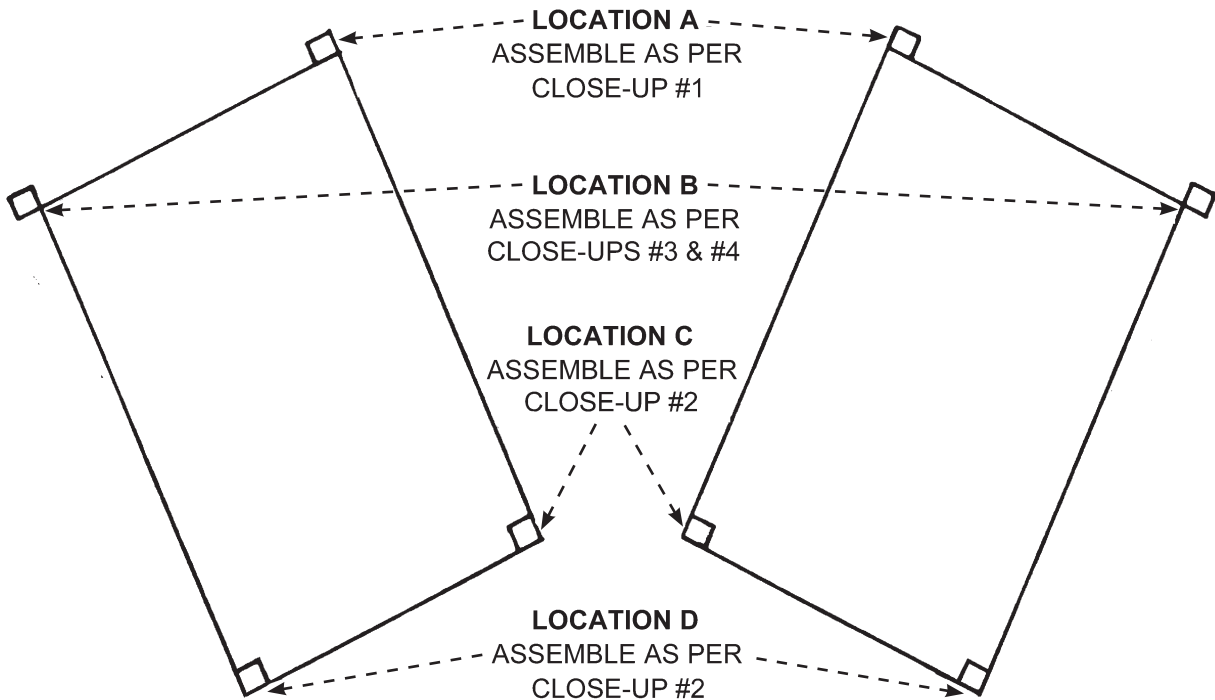 LOCATION A
ASSEMBLE AS PER
CLOSE-UP #1
LOCATION B
ASSEMBLE AS PER
CLOSE-UPS #3 & #4
LOCATION C
ASSEMBLE AS PER
CLOSE-UP #2
LOCATION D
ASSEMBLE AS PER
CLOSE-UP #2